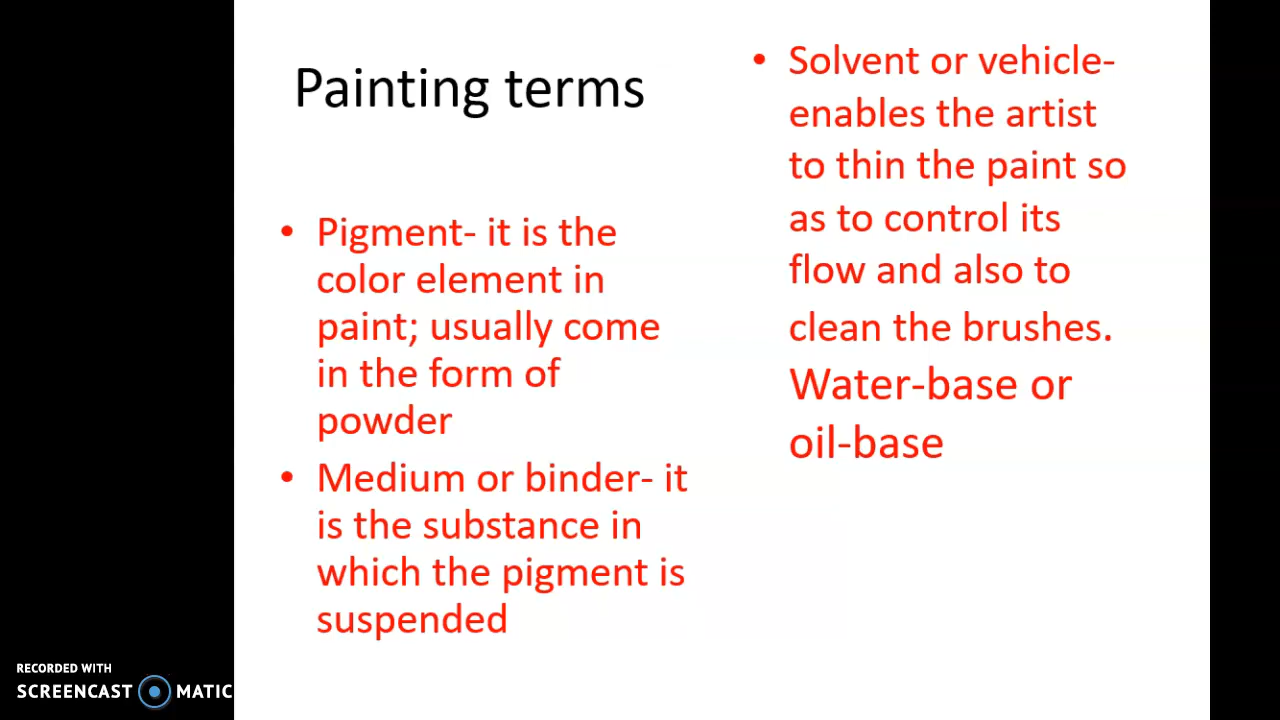 Painting terms
• Pigment- it is the
color element in
paint; usually come
in the form of
powder
• Medium or binder- it
is the substance in
which the pigment is
suspended
• Solvent or vehicle-
enables the artist
to thin the paint so
as to control its
flow and also to
clean the brushes.
Water-base or
oil-base
RECORDED WITH
SCREENCAST MATIC